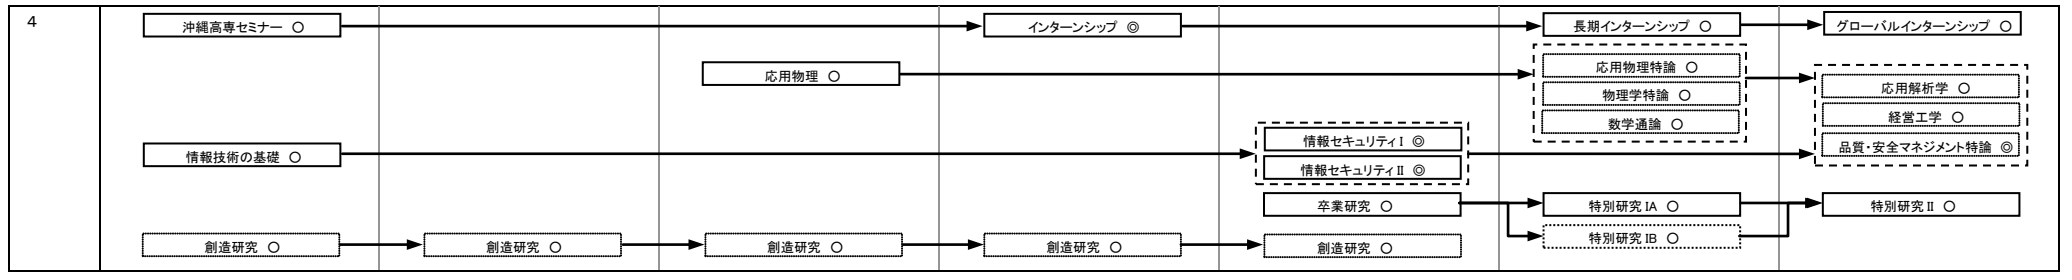 4
沖縄高専セミナー ○
インターンシップ ◎
長期インターンシップ ○
グローバルインターンシップ ○
応用物理 ○
応用物理特論 ○
物理学特論 ○
数学通論 ○
応用解析学 ○
経営工学 ○
品質・安全マネジメント特論 ◎
情報技術の基礎 ○
情報セキュリティⅠ ◎
情報セキュリティⅡ ◎
卒業研究 ○
特別研究ⅠA ○
特別研究Ⅱ ○
特別研究ⅠB ○
創造研究 ○
創造研究 ○
創造研究 ○
創造研究 ○
創造研究 ○